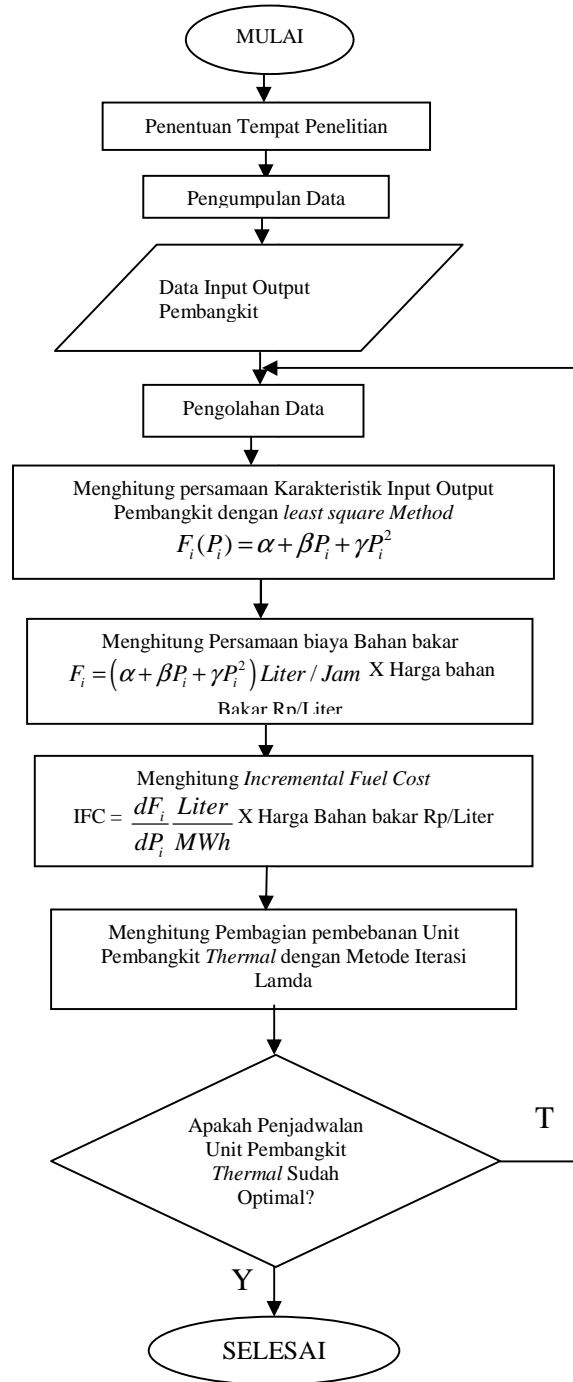 MULAI
Penentuan Tempat Penelitian
Pengumpulan Data
Data Input Output
Pembangkit
Pengolahan Data
Menghitung persamaan Karakteristik Input Output
Pembangkit dengan least square Method
F_i(P_i) = α + βP_i + γP_i^2
Menghitung Persamaan biaya Bahan bakar
F_i = (α + βP_i + γP_i^2) Liter / Jam X Harga bahan
Bakar Rp/Liter
Menghitung Incremental Fuel Cost
IFC = dF_i/dP_i Liter/MWh X Harga Bahan bakar Rp/Liter
Menghitung Pembagian pembebanan Unit
Pembangkit Thermal dengan Metode Iterasi
Lamda
Apakah Penjadwalan
Unit Pembangkit
Thermal Sudah
Optimal?
T
Y
SELESAI